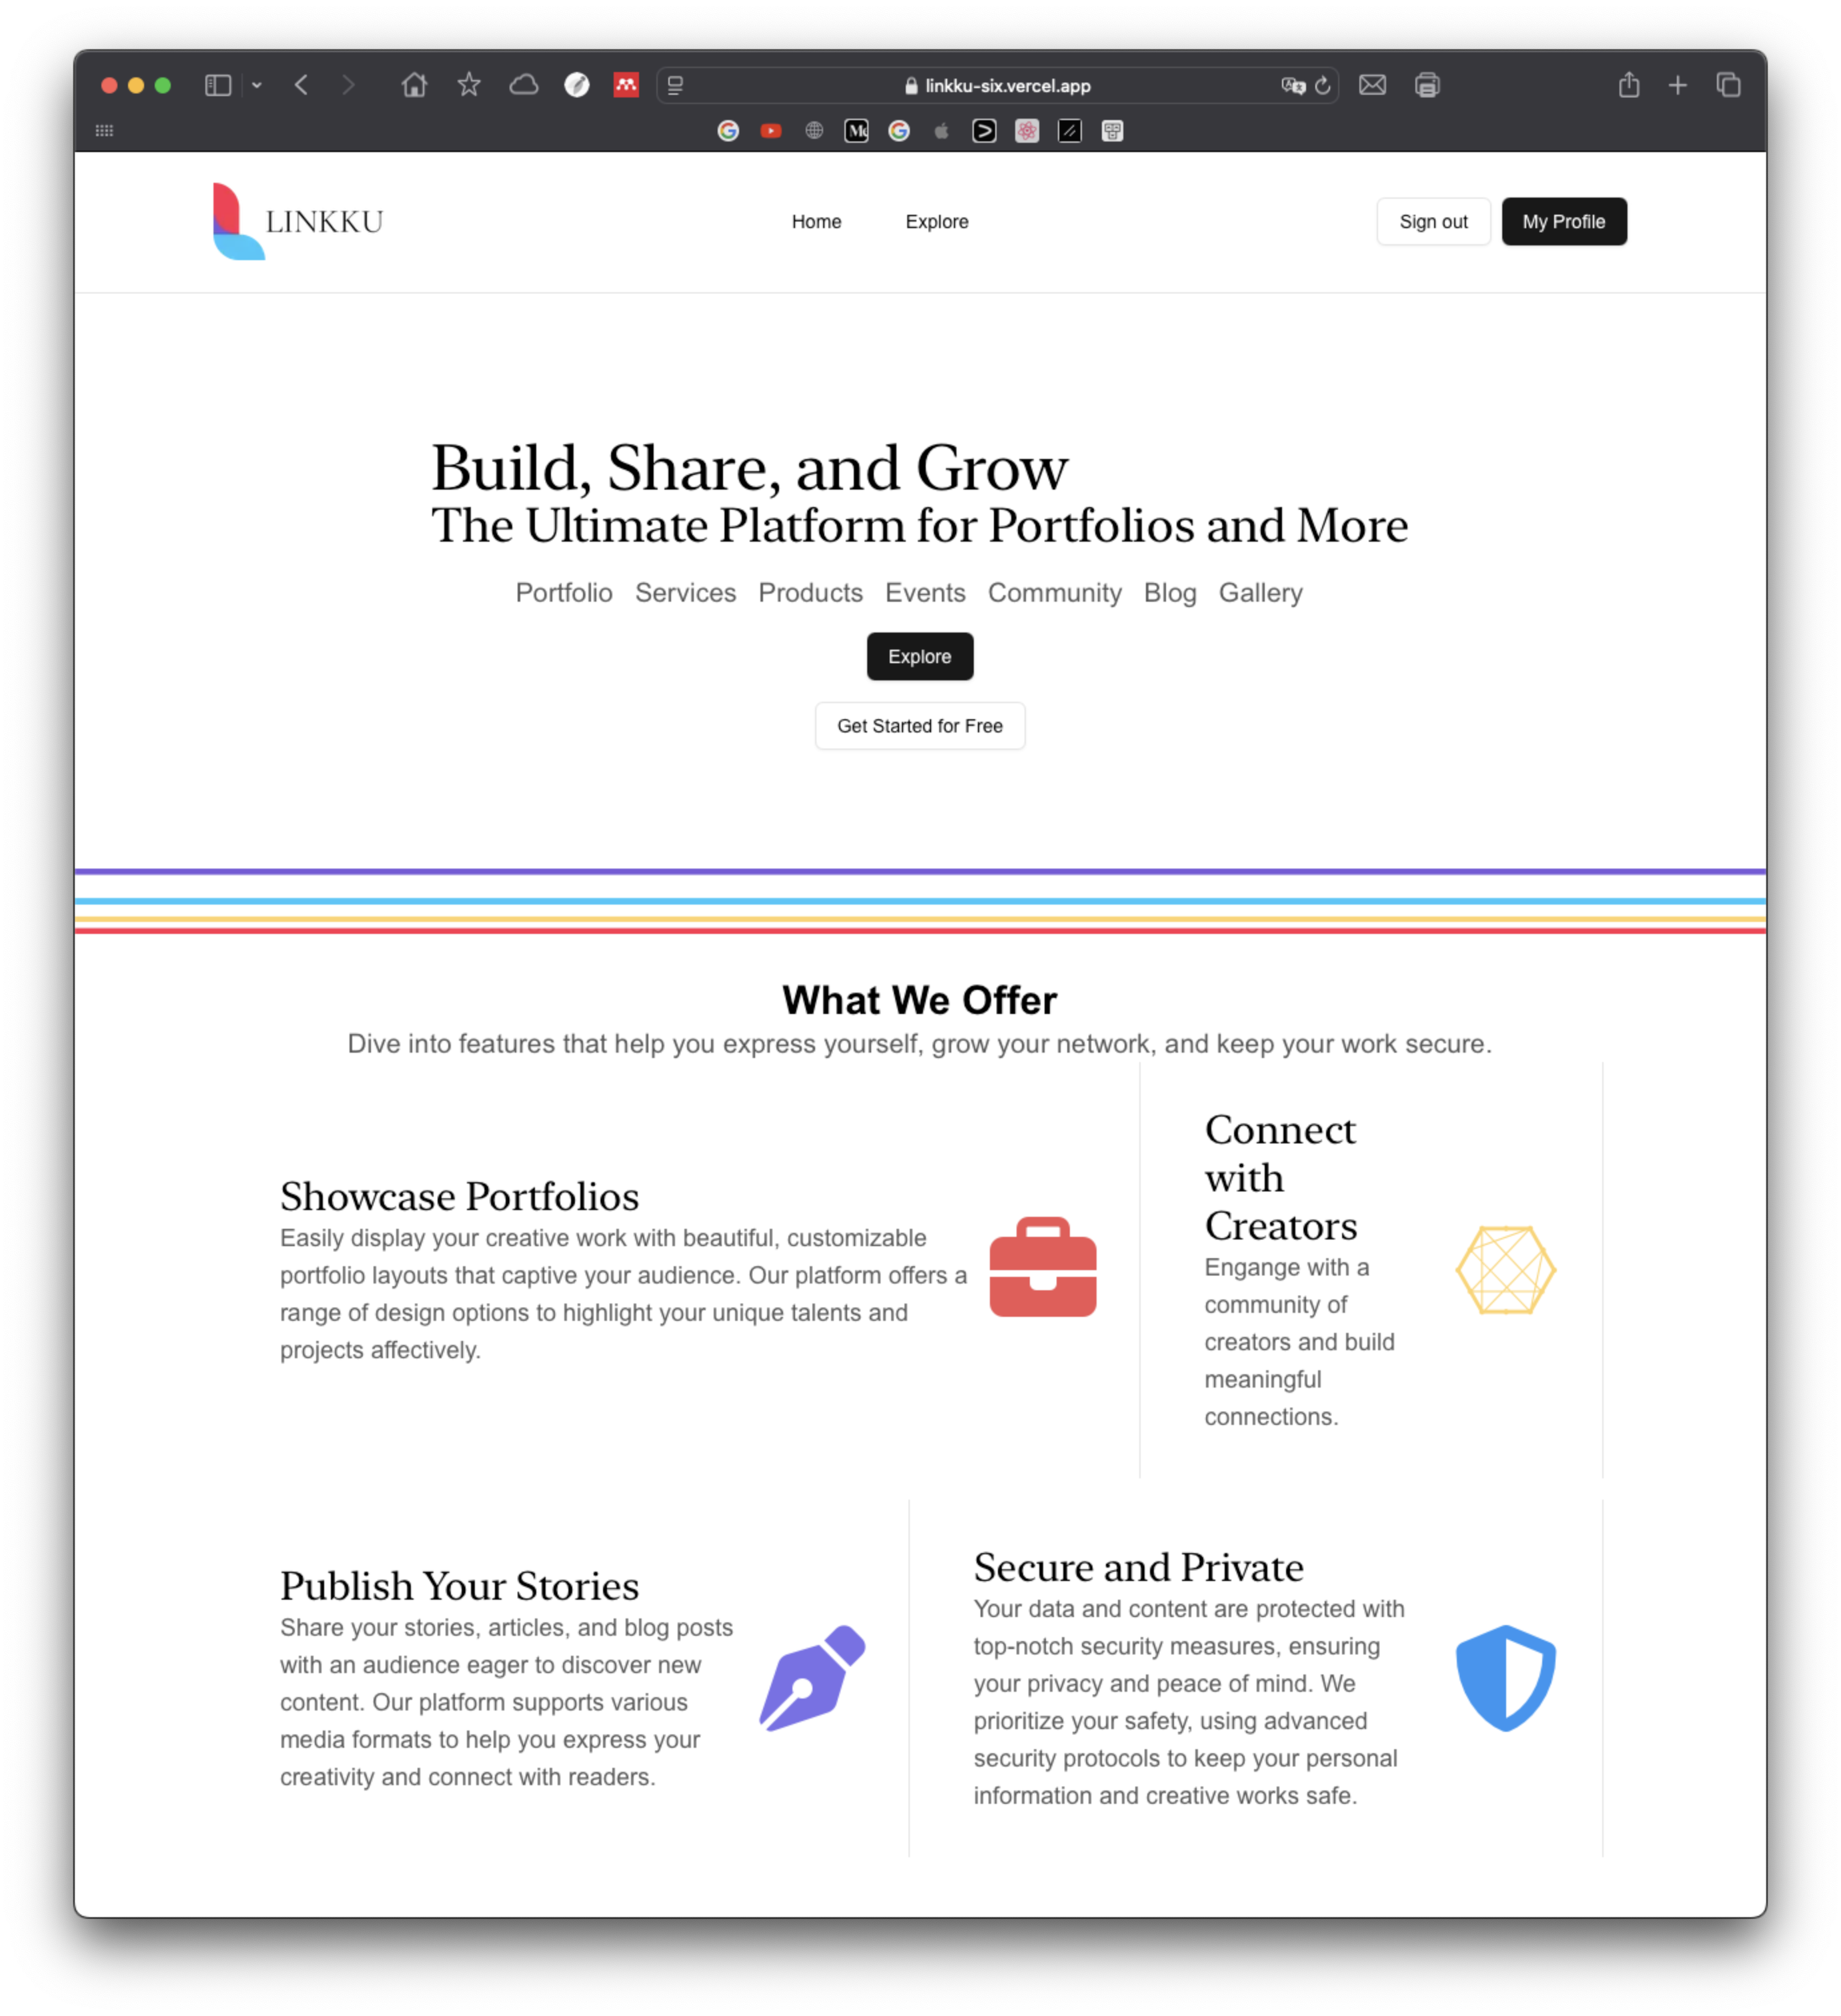 linkku-six.vercel.app
LINKKU
Home
Explore
Sign out
My Profile
Build, Share, and Grow
The Ultimate Platform for Portfolios and More
Portfolio Services Products Events Community Blog Gallery
Explore
Get Started for Free
What We Offer
Dive into features that help you express yourself, grow your network, and keep your work secure.
Showcase Portfolios
Easily display your creative work with beautiful, customizable
portfolio layouts that captive your audience. Our platform offers a
range of design options to highlight your unique talents and
projects affectively.
Connect
with
Creators
Engange with a
community of
creators and build
meaningful
connections.
Publish Your Stories
Share your stories, articles, and blog posts
with an audience eager to discover new
content. Our platform supports various
media formats to help you express your
creativity and connect with readers.
Secure and Private
Your data and content are protected with
top-notch security measures, ensuring
your privacy and peace of mind. We
prioritize your safety, using advanced
security protocols to keep your personal
information and creative works safe.